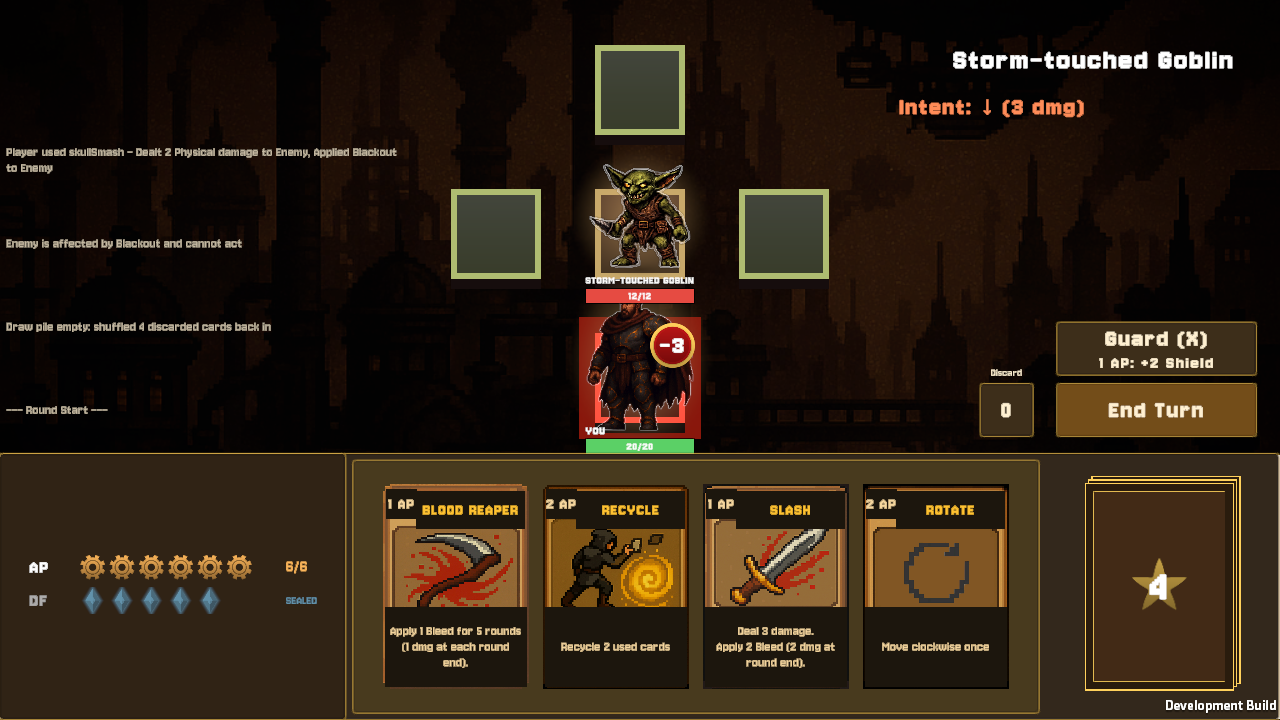 Storm-touched Goblin
Intent: ↓ (3 dmg)
Player used skullSmash - Dealt 2 Physical damage to Enemy, Applied Blackout
to Enemy
Enemy is affected by Blackout and cannot act
Draw pile empty: shuffled 4 discarded cards back in
--- Round Start ---
STORM-TOUCHED GOBLIN
12/12
-3
YOU
20/20
Guard (X)
1 AP: +2 Shield
Discard
0
End Turn
AP
6/6
DF
SEALED
1 AP
BLOOD REAPER
Apply 1 Bleed for 5 rounds
(1 dmg at each round
end).
2 AP
RECYCLE
Recycle 2 used cards
1 AP
SLASH
Deal 3 damage.
Apply 2 Bleed (2 dmg at
round end).
2 AP
ROTATE
Move clockwise once
4
Development Build